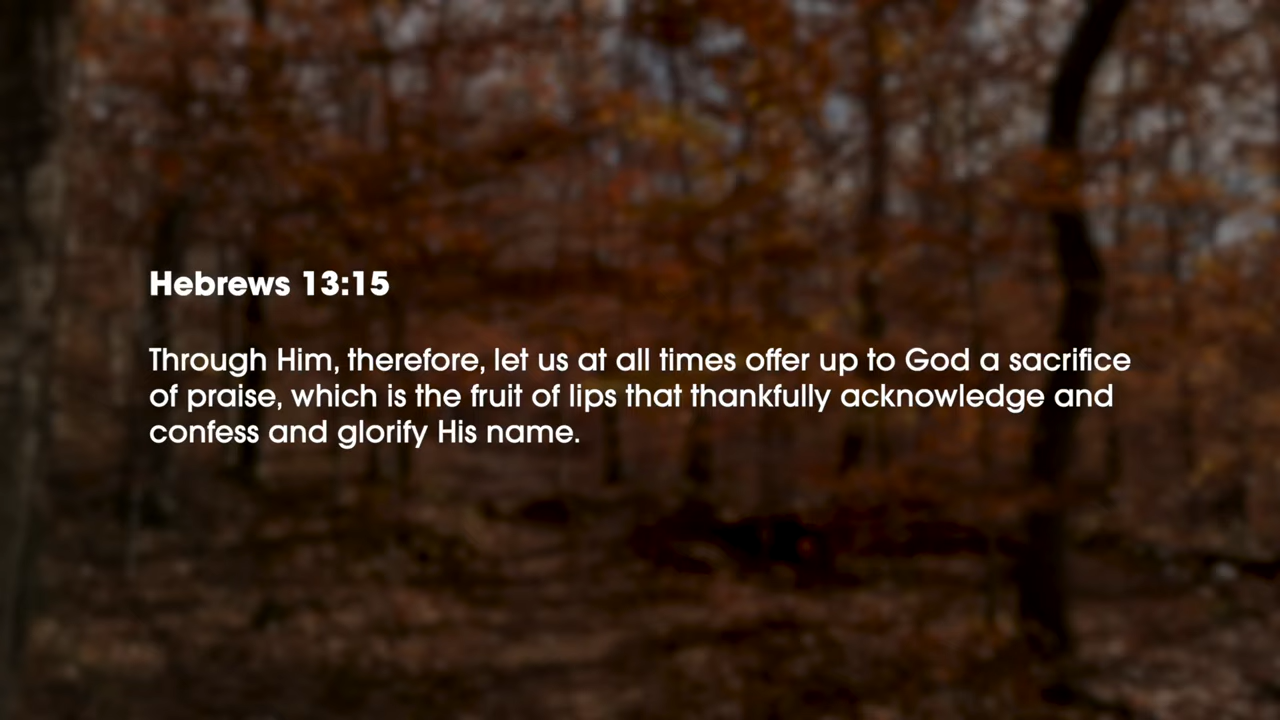 Hebrews 13:15
Through Him, therefore, let us at all times offer up to God a sacrifice
of praise, which is the fruit of lips that thankfully acknowledge and
confess and glorify His name.